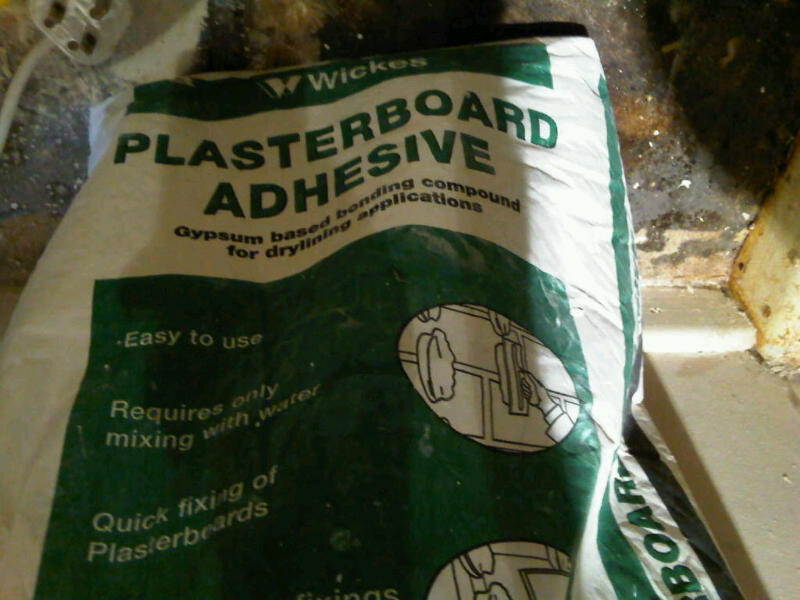 Wickes
PLASTERBOARD
ADHESIVE
Gypsum based bonding compound
for drylining applications
Easy to use
Requires only
mixing with water
Quick fixing of
Plasterboards
fixings
BOARD